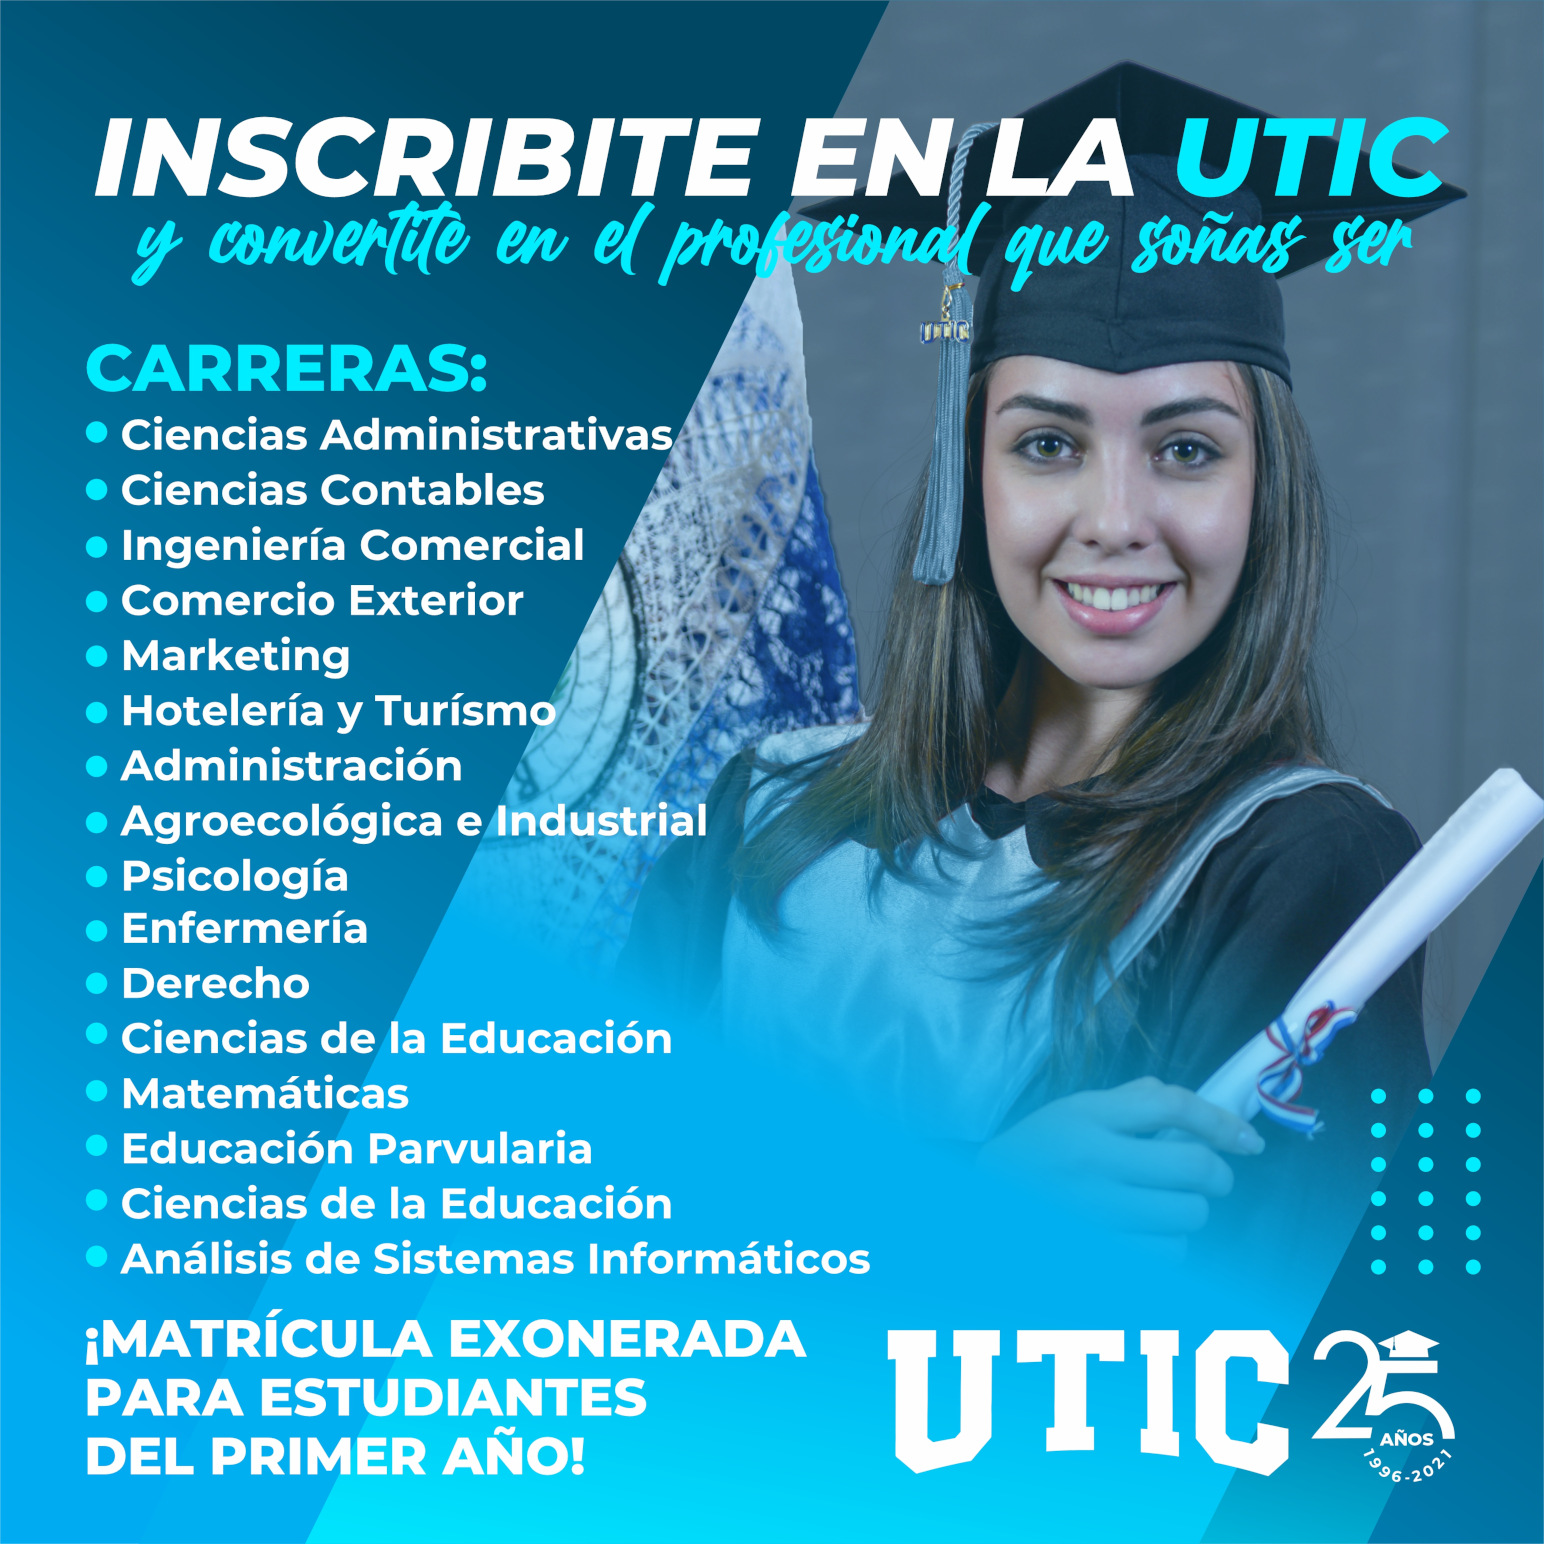 INSCRIBITE EN LA UTIC
y convertite en el profesional que soñas ser
UTIC
CARRERAS:
Ciencias Administrativas
Ciencias Contables
Ingeniería Comercial
Comercio Exterior
Marketing
Hotelería y Turísmo
Administración
Agroecológica e Industrial
Psicología
Enfermería
Derecho
Ciencias de la Educación
Matemáticas
Educación Parvularia
Ciencias de la Educación
Análisis de Sistemas Informáticos
¡MATRÍCULA EXONERADA
PARA ESTUDIANTES
DEL PRIMER AÑO!
UTIC 25
AÑOS
1996-2021